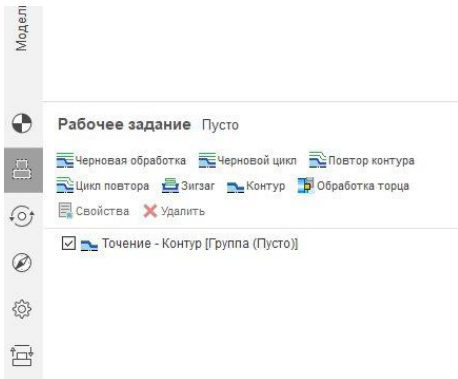 Модел
Рабочее задание Пусто
Черновая обработка Черновой цикл Повтор контура
Цикл повтора Зигзаг Контур Обработка торца
Свойства Удалить
Точение - Контур [Группа (Пусто)]